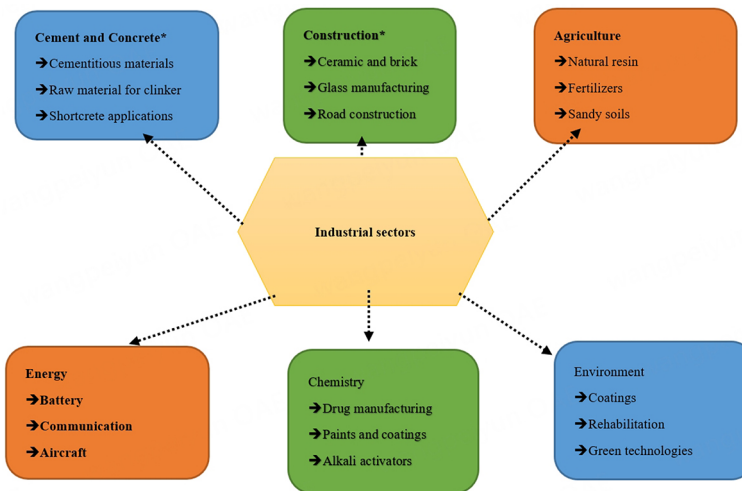 Cement and Concrete*
➔Cementitious materials
➔Raw material for clinker
➔Shortcrete applications
Construction*
➔Ceramic and brick
➔Glass manufacturing
➔Road construction
Agriculture
➔Natural resin
➔Fertilizers
➔Sandy soils
Industrial sectors
Energy
➔Battery
➔Communication
➔Aircraft
Chemistry
➔Drug manufacturing
➔Paints and coatings
➔Alkali activators
Environment
➔Coatings
➔Rehabilitation
➔Green technologies